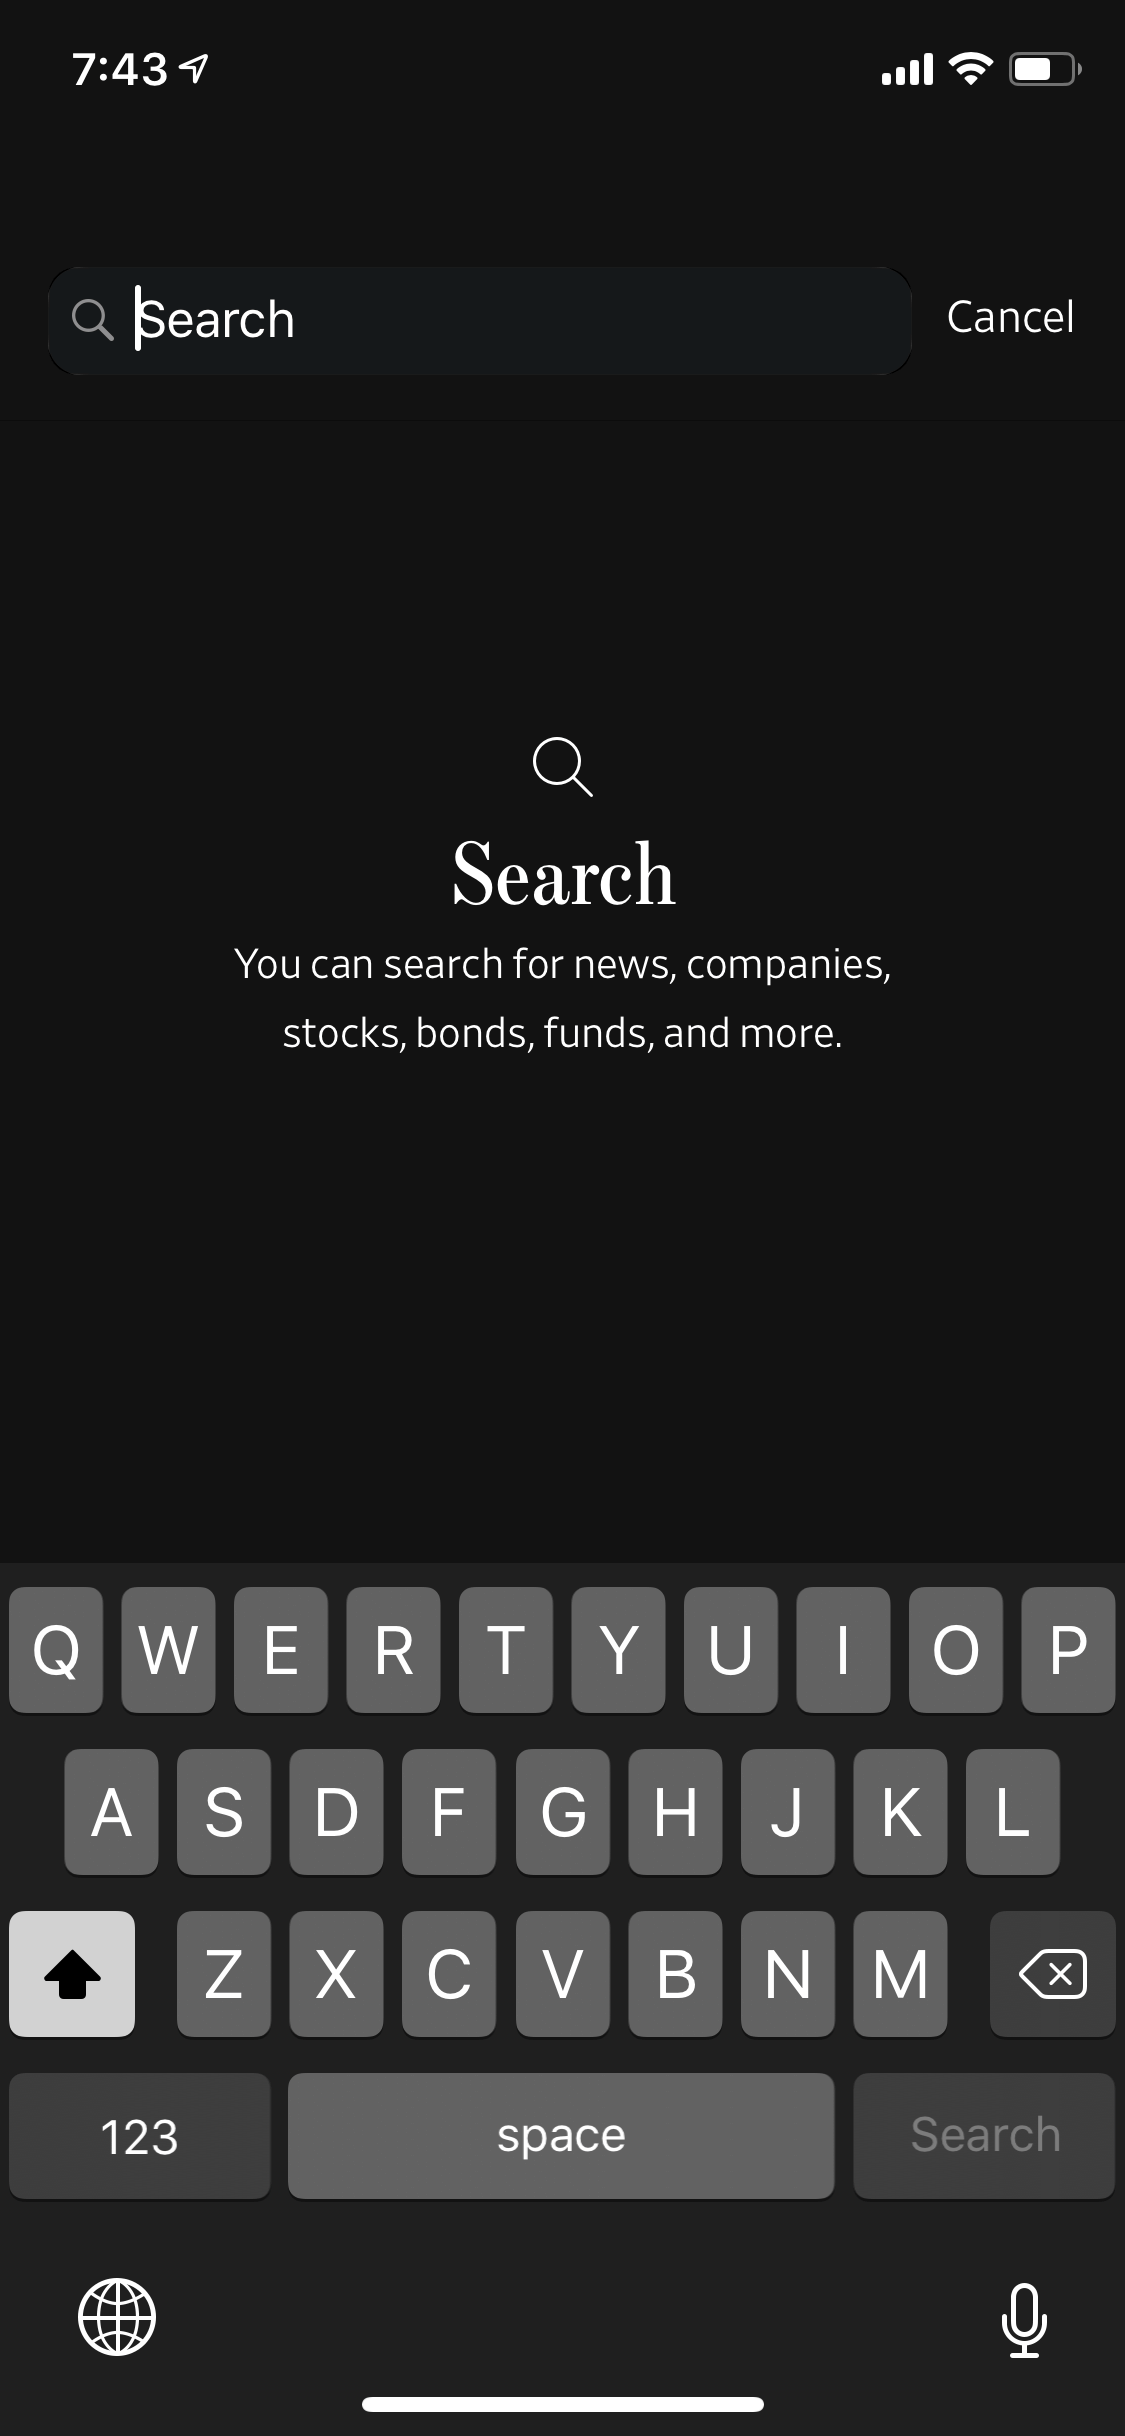 7:43
Search
Cancel
Search
You can search for news, companies,
stocks, bonds, funds, and more.
Q W E R T Y U I O P
A S D F G H J K L
Z X C V B N M
123 space Search